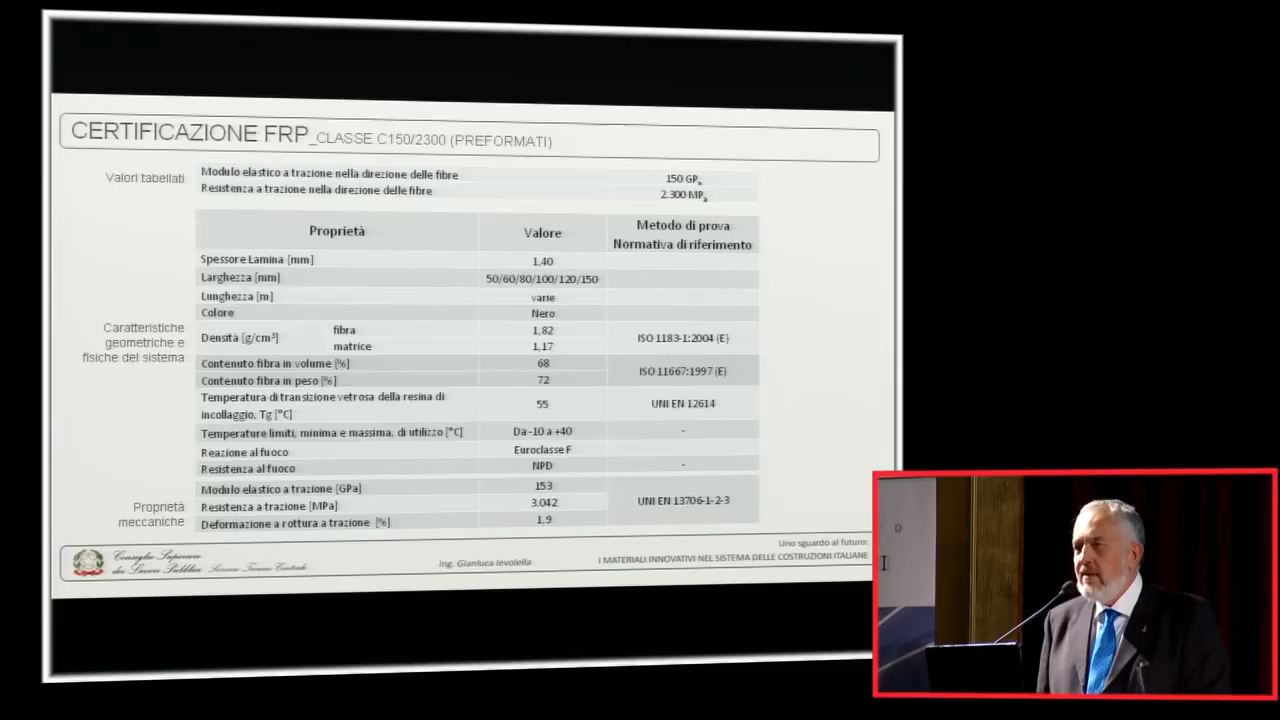 CERTIFICAZIONE FRP_CLASSE C150/2300 (PREFORMATI)
Valori tabellati
Modulo elastico a trazione nella direzione delle fibre 150 GPa
Resistenza a trazione nella direzione delle fibre 2.300 MPa
Proprietà Valore Metodo di prova
Normativa di riferimento
Spessore Lamina [mm] 1,40
Larghezza [mm] 50/60/80/100/120/150
Lunghezza [m] varie
Colore Nero
Caratteristiche
geometriche e
fisiche del sistema
Densità [g/cm³] fibra 1,82 ISO 1183-1:2004 (E)
matrice 1,17
Contenuto fibra in volume [%] 68 ISO 11667:1997 (E)
Contenuto fibra in peso [%] 72
Temperatura di transizione vetrosa della resina di
incollaggio, Tg [°C] 55 UNI EN 12614
Temperature limiti, minima e massima, di utilizzo [°C] Da -10 a +40 -
Reazione al fuoco Euroclasse F
Resistenza al fuoco NPD -
Proprietà
meccaniche
Modulo elastico a trazione [GPa] 153 UNI EN 13706-1-2-3
Resistenza a trazione [MPa] 3.042
Deformazione a rottura a trazione [%] 1,9
Consiglio Superiore
dei Lavori Pubblici Servizio Tecnico Centrale
Ing. Gianluca Ievolella
Uno sguardo al futuro:
I MATERIALI INNOVATIVI NEL SISTEMA DELLE COSTRUZIONI ITALIANE